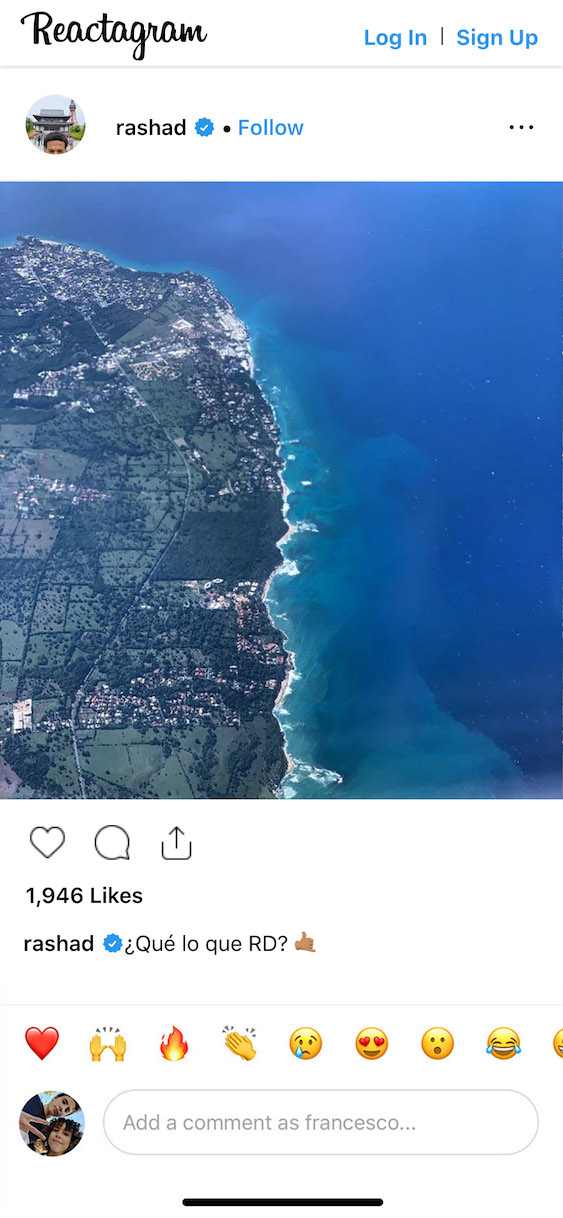 Reactagram
Log In | Sign Up
rashad • Follow
1,946 Likes
rashad ¿Qué lo que RD? 🤙🏽
Add a comment as francesco...